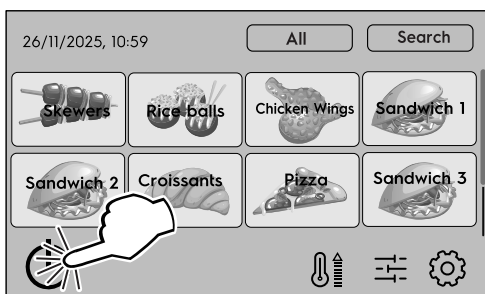 26/11/2025, 10:59 All Search
Skewers Rice balls Chicken Wings Sandwich 1
Sandwich 2 Croissants Pizza Sandwich 3